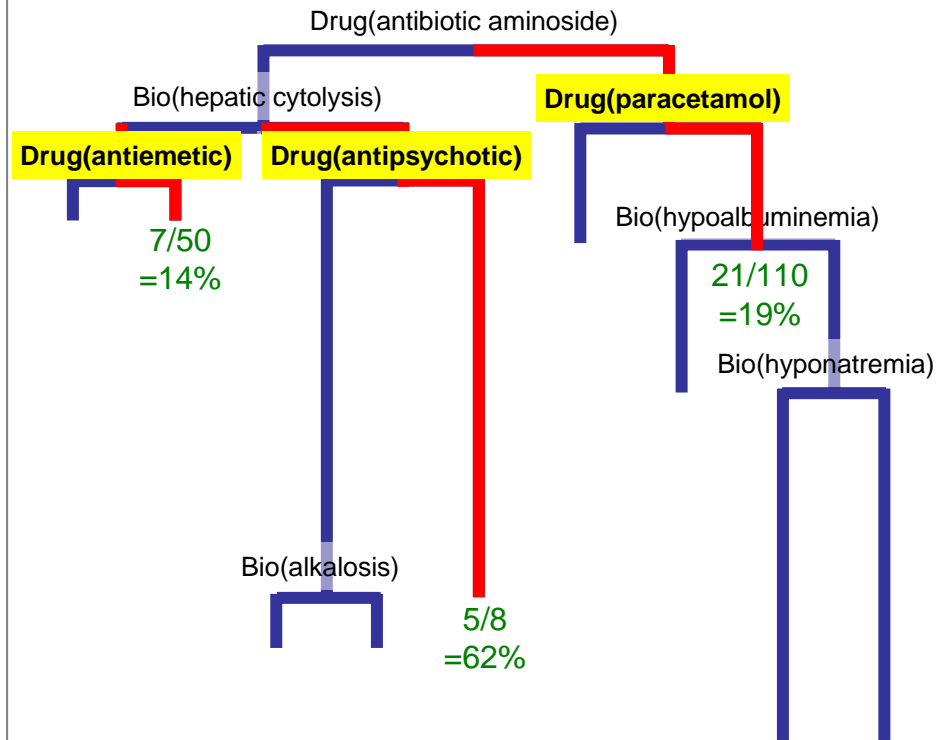 Drug(antibiotic aminoside)
Bio(hepatic cytolysis)
Drug(paracetamol)
Drug(antiemetic)
Drug(antipsychotic)
Bio(hypoalbuminemia)
7/50
=14%
21/110
=19%
Bio(hyponatremia)
Bio(alkalosis)
5/8
=62%